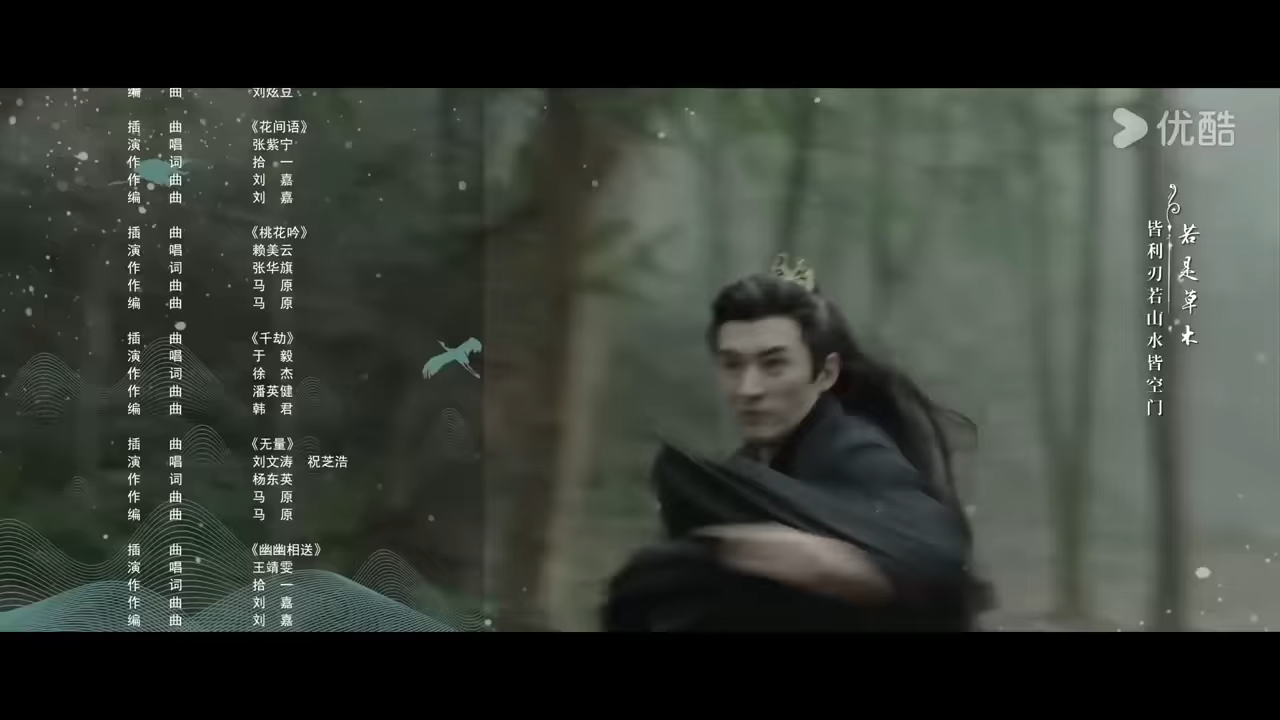 编 曲 刘炫豆
插 曲 《花间语》
演 唱 张紫宁
作 词 拾 一
作 曲 刘 嘉
编 曲 刘 嘉
插 曲 《桃花吟》
演 唱 赖美云
作 词 张华旗
作 曲 马 原
编 曲 马 原
插 曲 《千劫》
演 唱 于 毅
作 词 徐 杰
作 曲 潘英健
编 曲 韩 君
插 曲 《无量》
演 唱 刘文涛 祝芝浩
作 词 杨东英
作 曲 马 原
编 曲 马 原
插 曲 《幽幽相送》
演 唱 王靖雯
作 词 拾 一
作 曲 刘 嘉
编 曲 刘 嘉
优酷
若是草木
皆利刃若山水皆空门